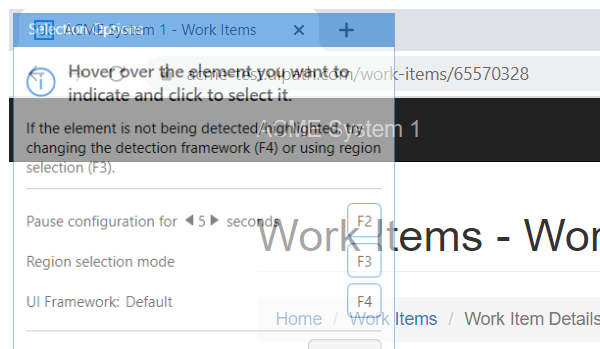 Selection Options
ACME System 1 - Work Items
acme-test.uipath.com/work-items/65570328
Hover over the element you want to
indicate and click to select it.
ACME System 1
If the element is not being detected/highlighted, try
changing the detection framework (F4) or using region
selection (F3).
Pause configuration for 5 seconds F2
Work Items - Wor
Region selection mode F3
UI Framework: Default F4
Home / Work Items / Work Item Details